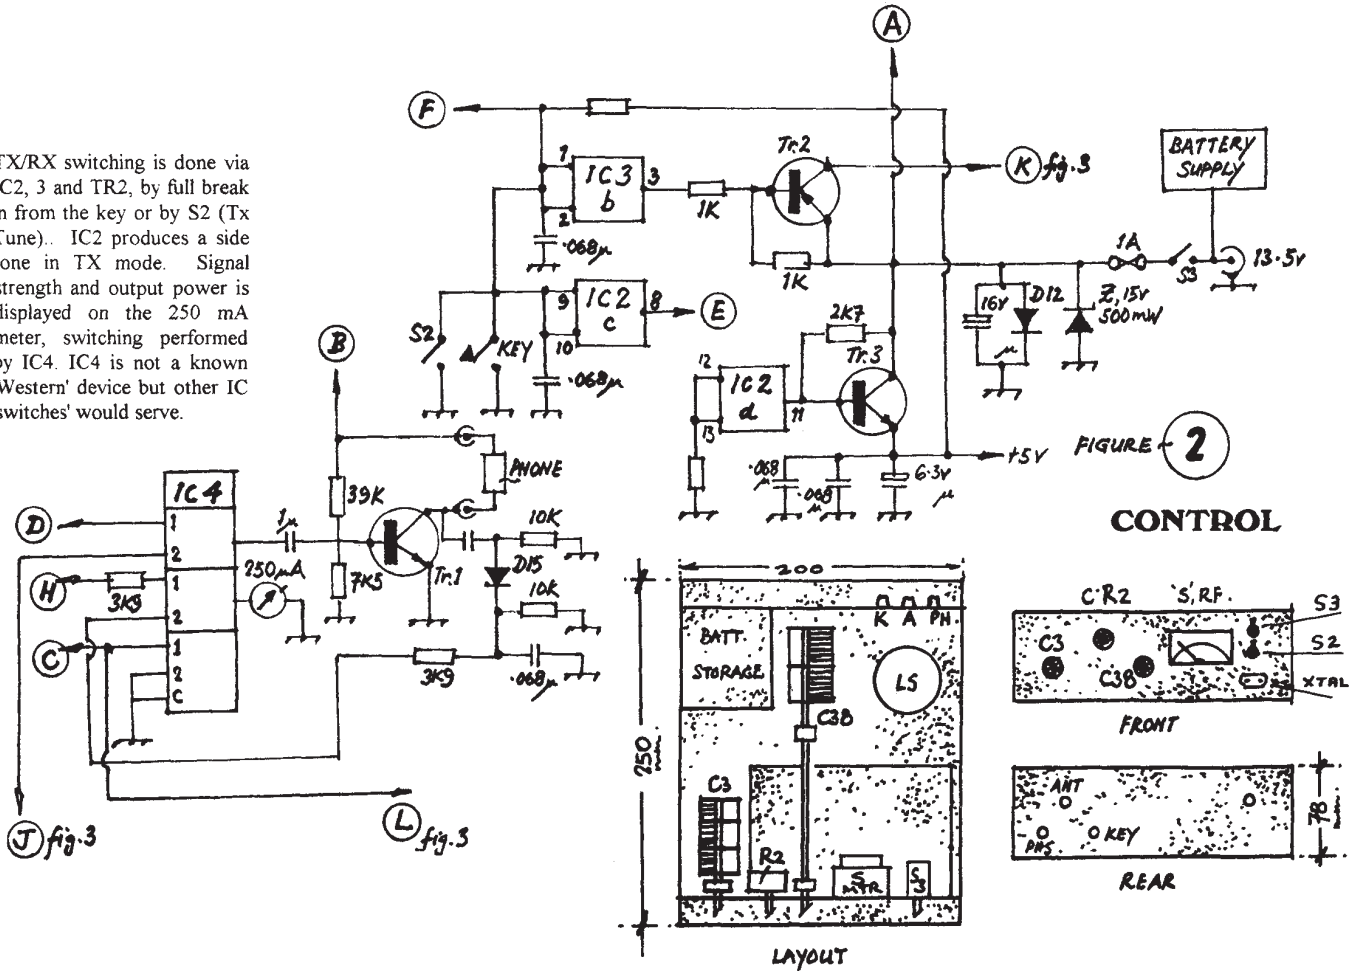 TX/RX switching is done via
IC2, 3 and TR2, by full break
in from the key or by S2 (Tx
Tune).. IC2 produces a side
tone in TX mode. Signal
strength and output power is
displayed on the 250 mA
meter, switching performed
by IC4. IC4 is not a known
Western' device but other IC
switches' would serve.
A
F
1
IC3
b
3
2
.068µ
1K
Tr.2
K fig.3
1K
BATTERY
SUPPLY
1A
S3
13.5v
9
IC2
c
8
E
10
.068µ
S2
KEY
B
16v
µ
D12
Z, 15v
500mW
2K7
Tr.3
12
IC2
d
11
13
.068
µ
.068
µ
6.3v
µ
+5v
FIGURE 2
CONTROL
IC4
D
1
2
H
3K9
1
2
C
1
2
C
250µA
1µ
39K
7K5
Tr.1
PHONE
10K
D15
10K
3K9
.068µ
J fig.3
L fig.3
200
250
mm.
BATT.
STORAGE
K A PH.
LS
C38
C3
R2
S
MTR
S
3
LAYOUT
C'R2
'S', RF.
S3
C3
C38
S2
XTAL
FRONT
ANT
PHS
KEY
78
mm.
REAR